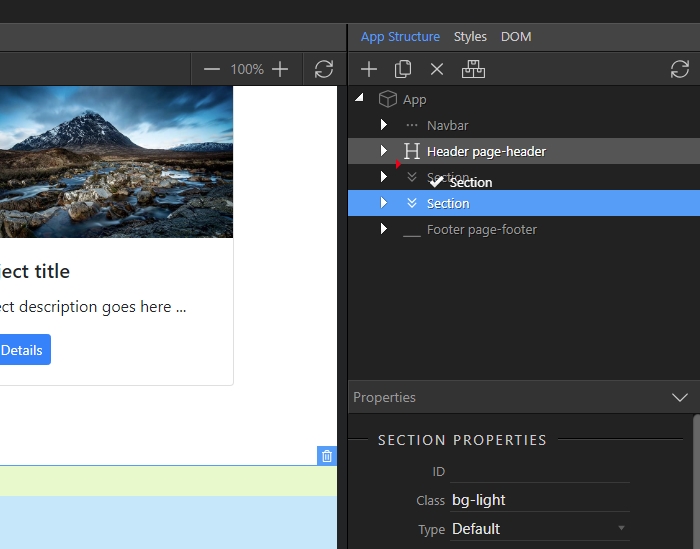 App Structure Styles DOM
100%
App
Navbar
Header page-header
Section
Section
Section
Footer page-footer
ject title
ect description goes here ...
Details
Properties
SECTION PROPERTIES
ID
Class bg-light
Type Default